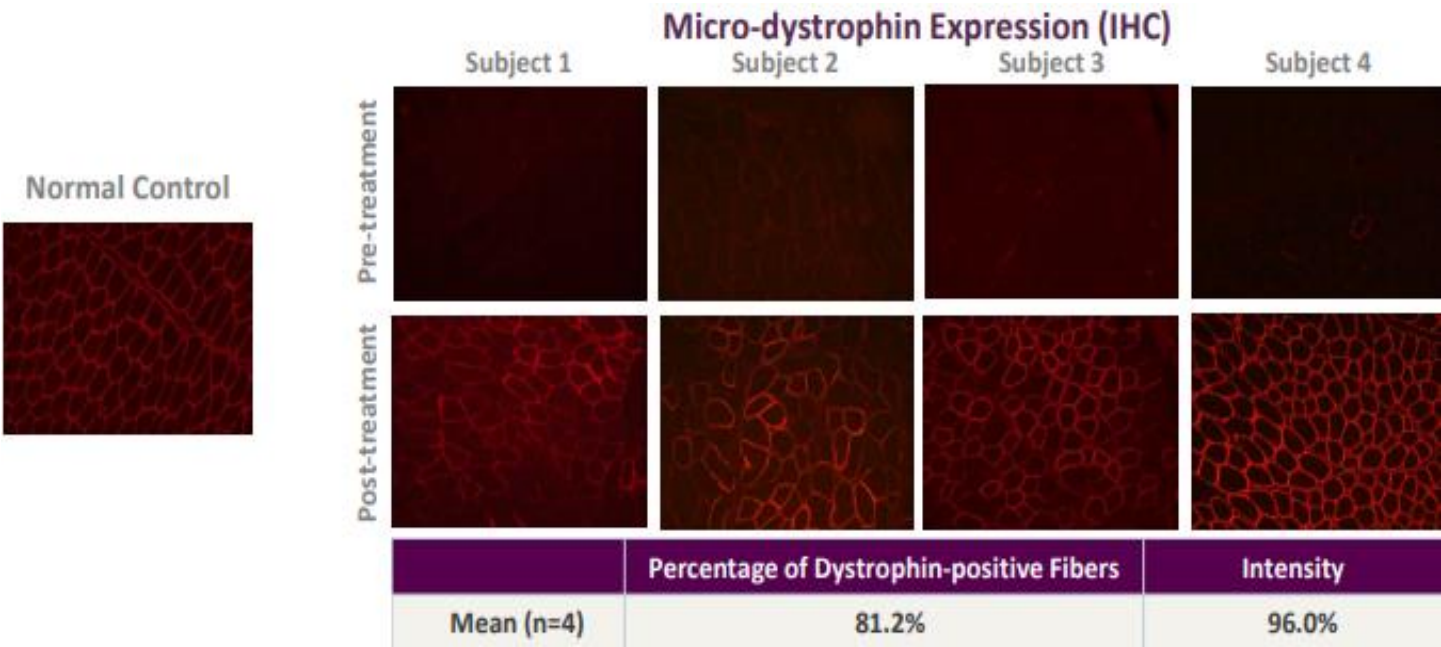 Micro-dystrophin Expression (IHC)
Subject 1 Subject 2 Subject 3 Subject 4
Normal Control
Pre-treatment
Post-treatment
Percentage of Dystrophin-positive Fibers Intensity
Mean (n=4) 81.2% 96.0%